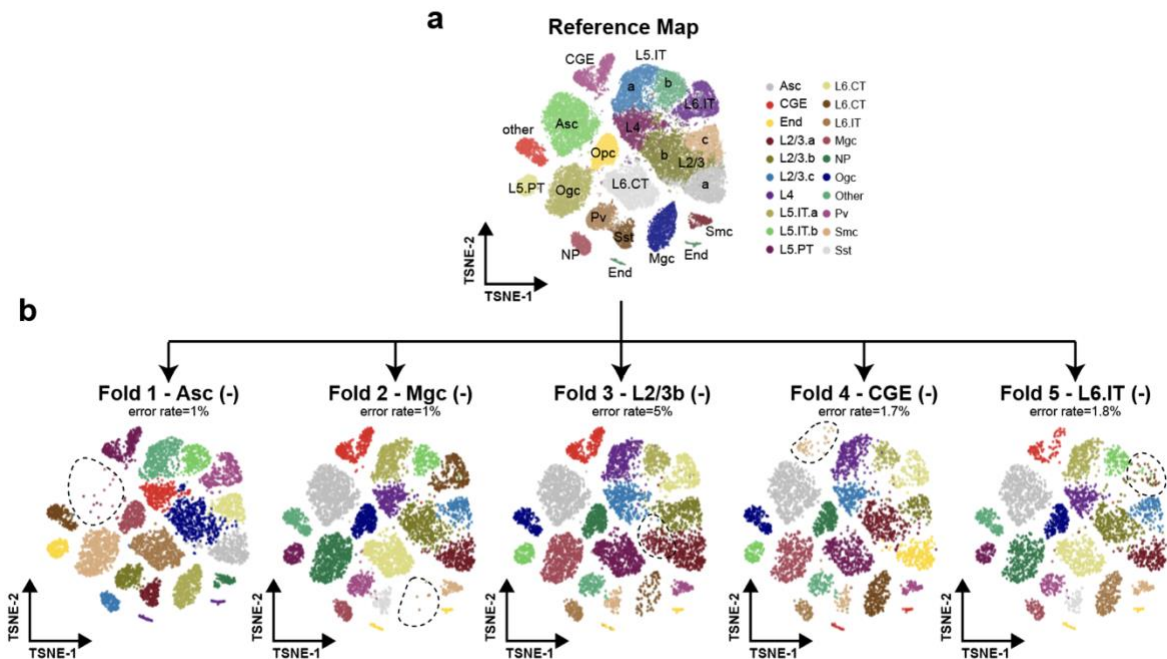 a
Reference Map
CGE
L5.IT
a
b
L6.IT
Asc
L4
other
Opc
b
c
L2/3
a
L5.PT
Ogc
L6.CT
Pv
Sst
Smc
NP
End
Mgc
End
TSNE-2
TSNE-1
Asc
CGE
End
L2/3.a
L2/3.b
L2/3.c
L4
L5.IT.a
L5.IT.b
L5.PT
L6.CT
L6.CT
L6.IT
Mgc
NP
Ogc
Other
Pv
Smc
Sst
b
Fold 1 - Asc (-)
error rate=1%
TSNE-2
TSNE-1
Fold 2 - Mgc (-)
error rate=1%
TSNE-2
TSNE-1
Fold 3 - L2/3b (-)
error rate=5%
TSNE-2
TSNE-1
Fold 4 - CGE (-)
error rate=1.7%
TSNE-2
TSNE-1
Fold 5 - L6.IT (-)
error rate=1.8%
TSNE-2
TSNE-1